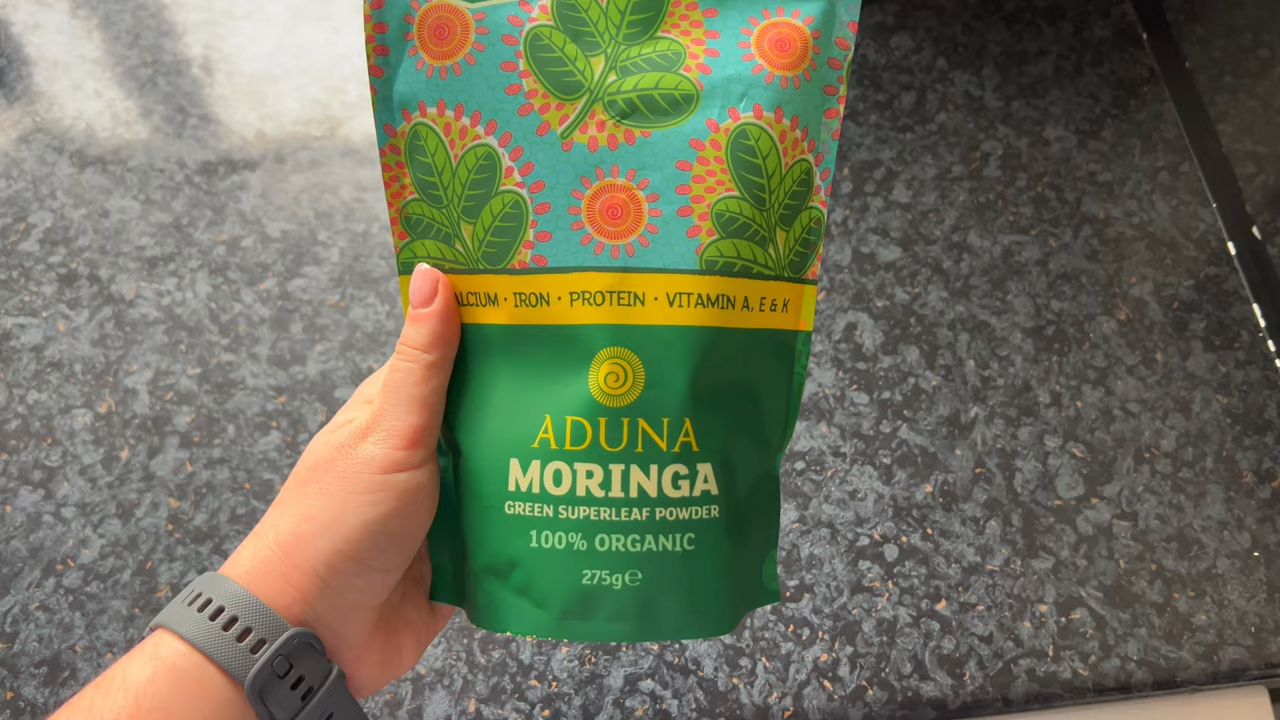 ALCIUM · IRON · PROTEIN · VITAMIN A, E & K
ADUNA
MORINGA
GREEN SUPERLEAF POWDER
100% ORGANIC
275g℮